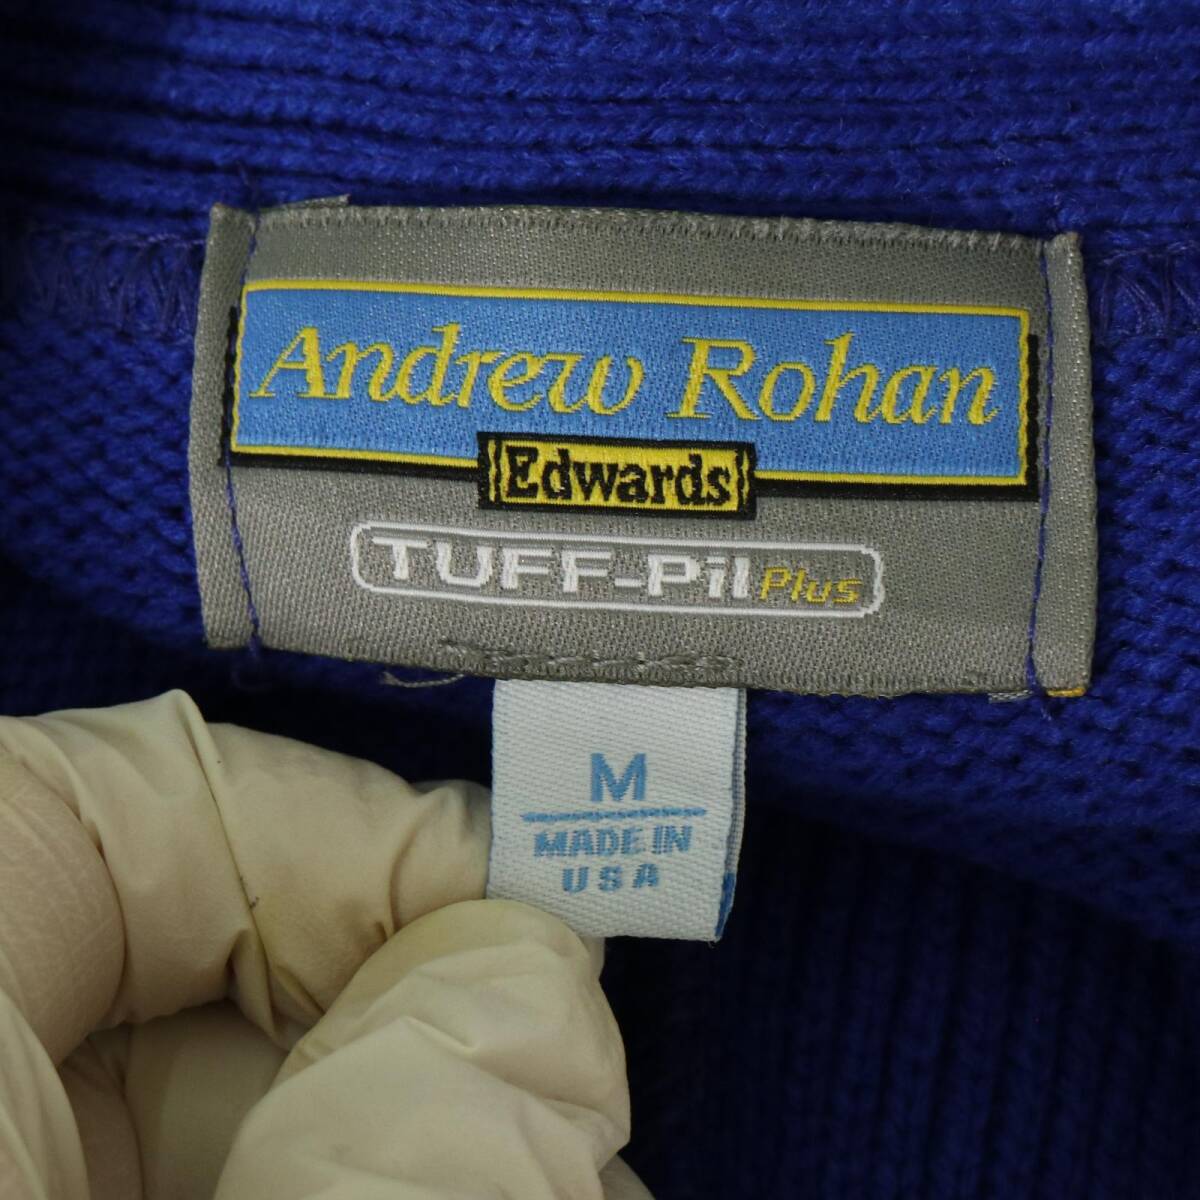 Andrew Rohan
Edwards
TUFF-Pil Plus
M
MADE IN
USA